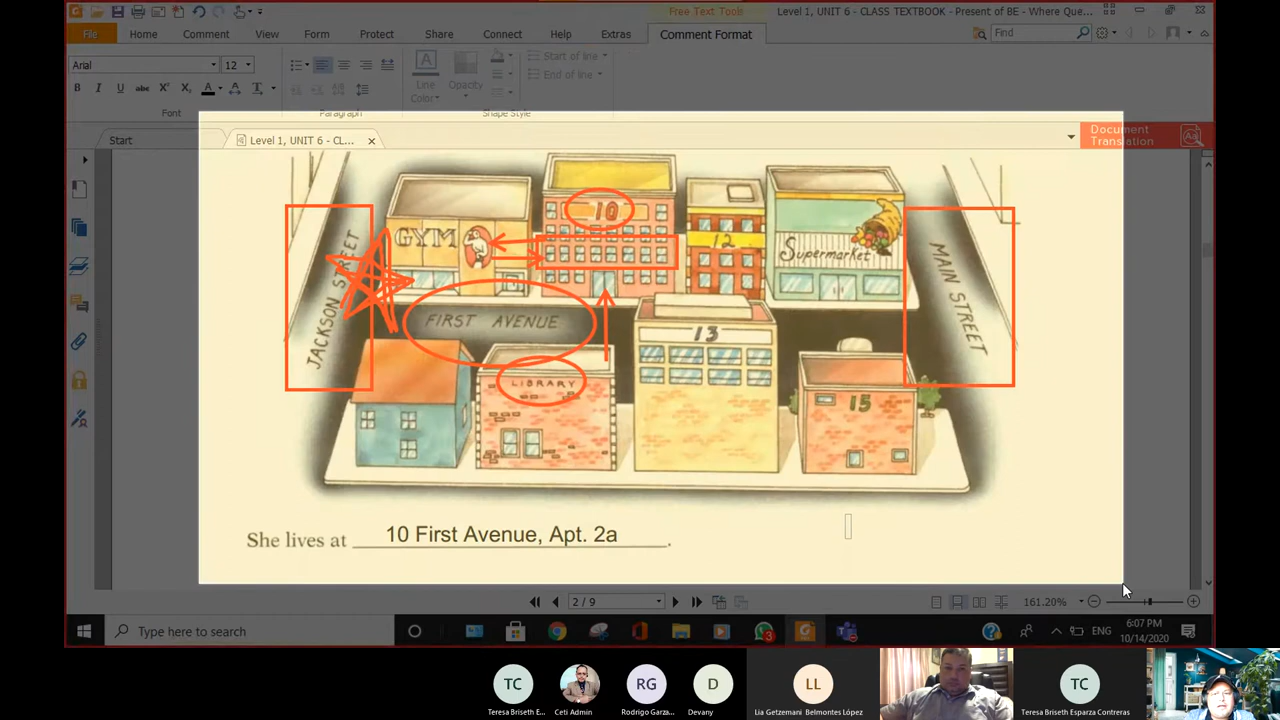 Free Text Tools
Level 1, UNIT 6 - CLASS TEXTBOOK - Present of BE - Where Que...
File Home Comment View Form Protect Share Connect Help Extras Comment Format Find
Arial 12
B I U abc X² X₂ A A T
Line Color Opacity
Start of line
End of line
Font Paragraph Shape Style
Start Level 1, UNIT 6 - CL...
Document Translation
GYM 10 12 Supermarket
JACKSON STREET
FIRST AVENUE
MAIN STREET
13
LIBRARY
15
She lives at 10 First Avenue, Apt. 2a .
2 / 9 161.20%
Type here to search
3
ENG
6:07 PM
10/14/2020
TC CA RG D LL TC
Teresa Briseth E... Ceti Admin Rodrigo Garza... Devany Lia Getzemani Belmontes López Teresa Briseth Esparza Contreras